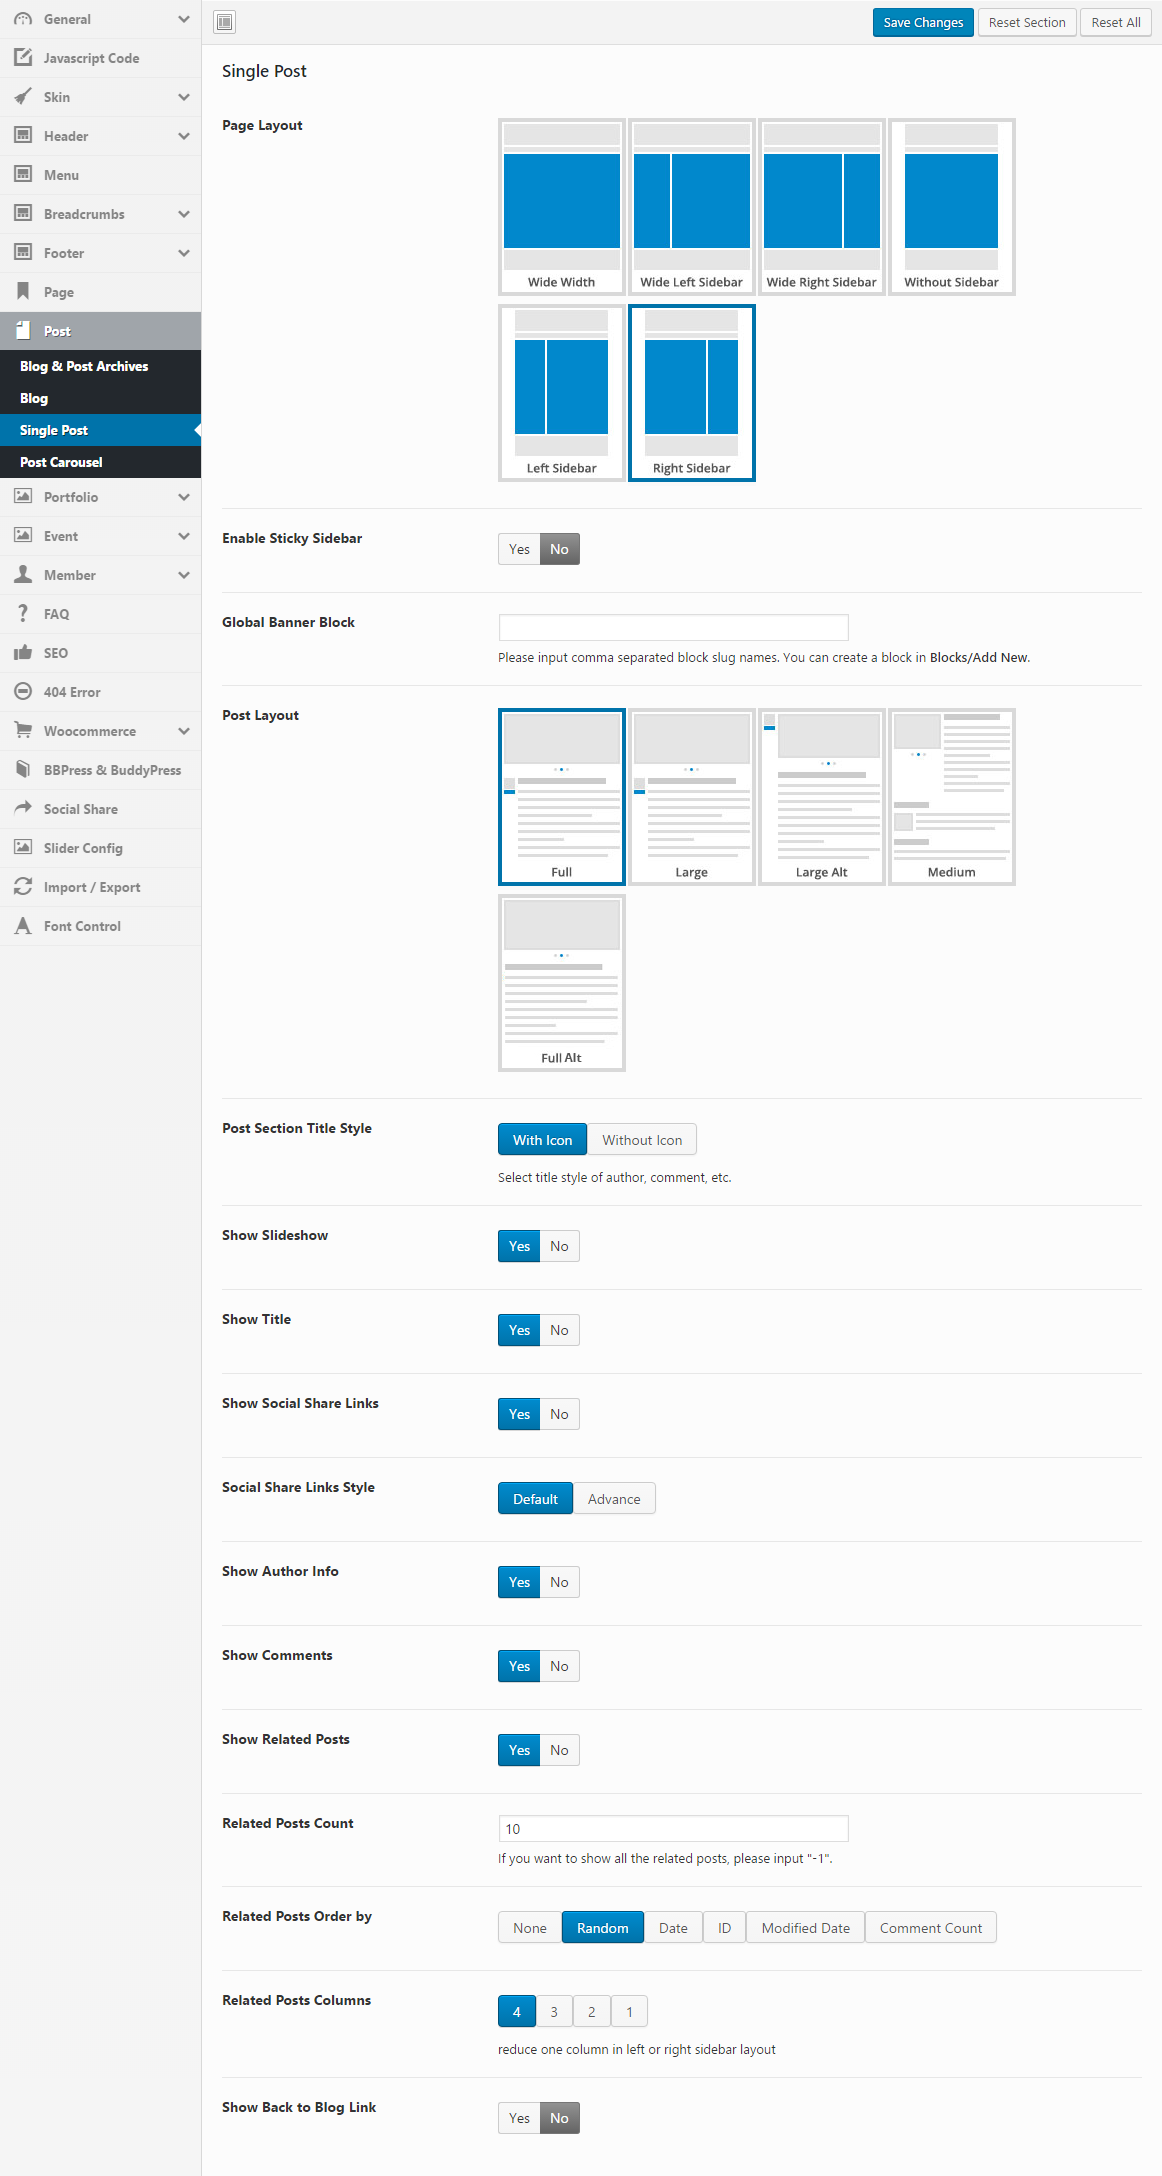 General
Javascript Code
Skin
Header
Menu
Breadcrumbs
Footer
Page
Post
Blog & Post Archives
Blog
Single Post
Post Carousel
Portfolio
Event
Member
FAQ
SEO
404 Error
Woocommerce
BBPress & BuddyPress
Social Share
Slider Config
Import / Export
Font Control
Save Changes Reset Section Reset All
Single Post
Page Layout
Wide Width Wide Left Sidebar Wide Right Sidebar Without Sidebar
Left Sidebar Right Sidebar
Enable Sticky Sidebar
Yes No
Global Banner Block
Please input comma separated block slug names. You can create a block in Blocks/Add New.
Post Layout
Full Large Large Alt Medium
Full Alt
Post Section Title Style
With Icon Without Icon
Select title style of author, comment, etc.
Show Slideshow
Yes No
Show Title
Yes No
Show Social Share Links
Yes No
Social Share Links Style
Default Advance
Show Author Info
Yes No
Show Comments
Yes No
Show Related Posts
Yes No
Related Posts Count
10
If you want to show all the related posts, please input "-1".
Related Posts Order by
None Random Date ID Modified Date Comment Count
Related Posts Columns
4 3 2 1
reduce one column in left or right sidebar layout
Show Back to Blog Link
Yes No